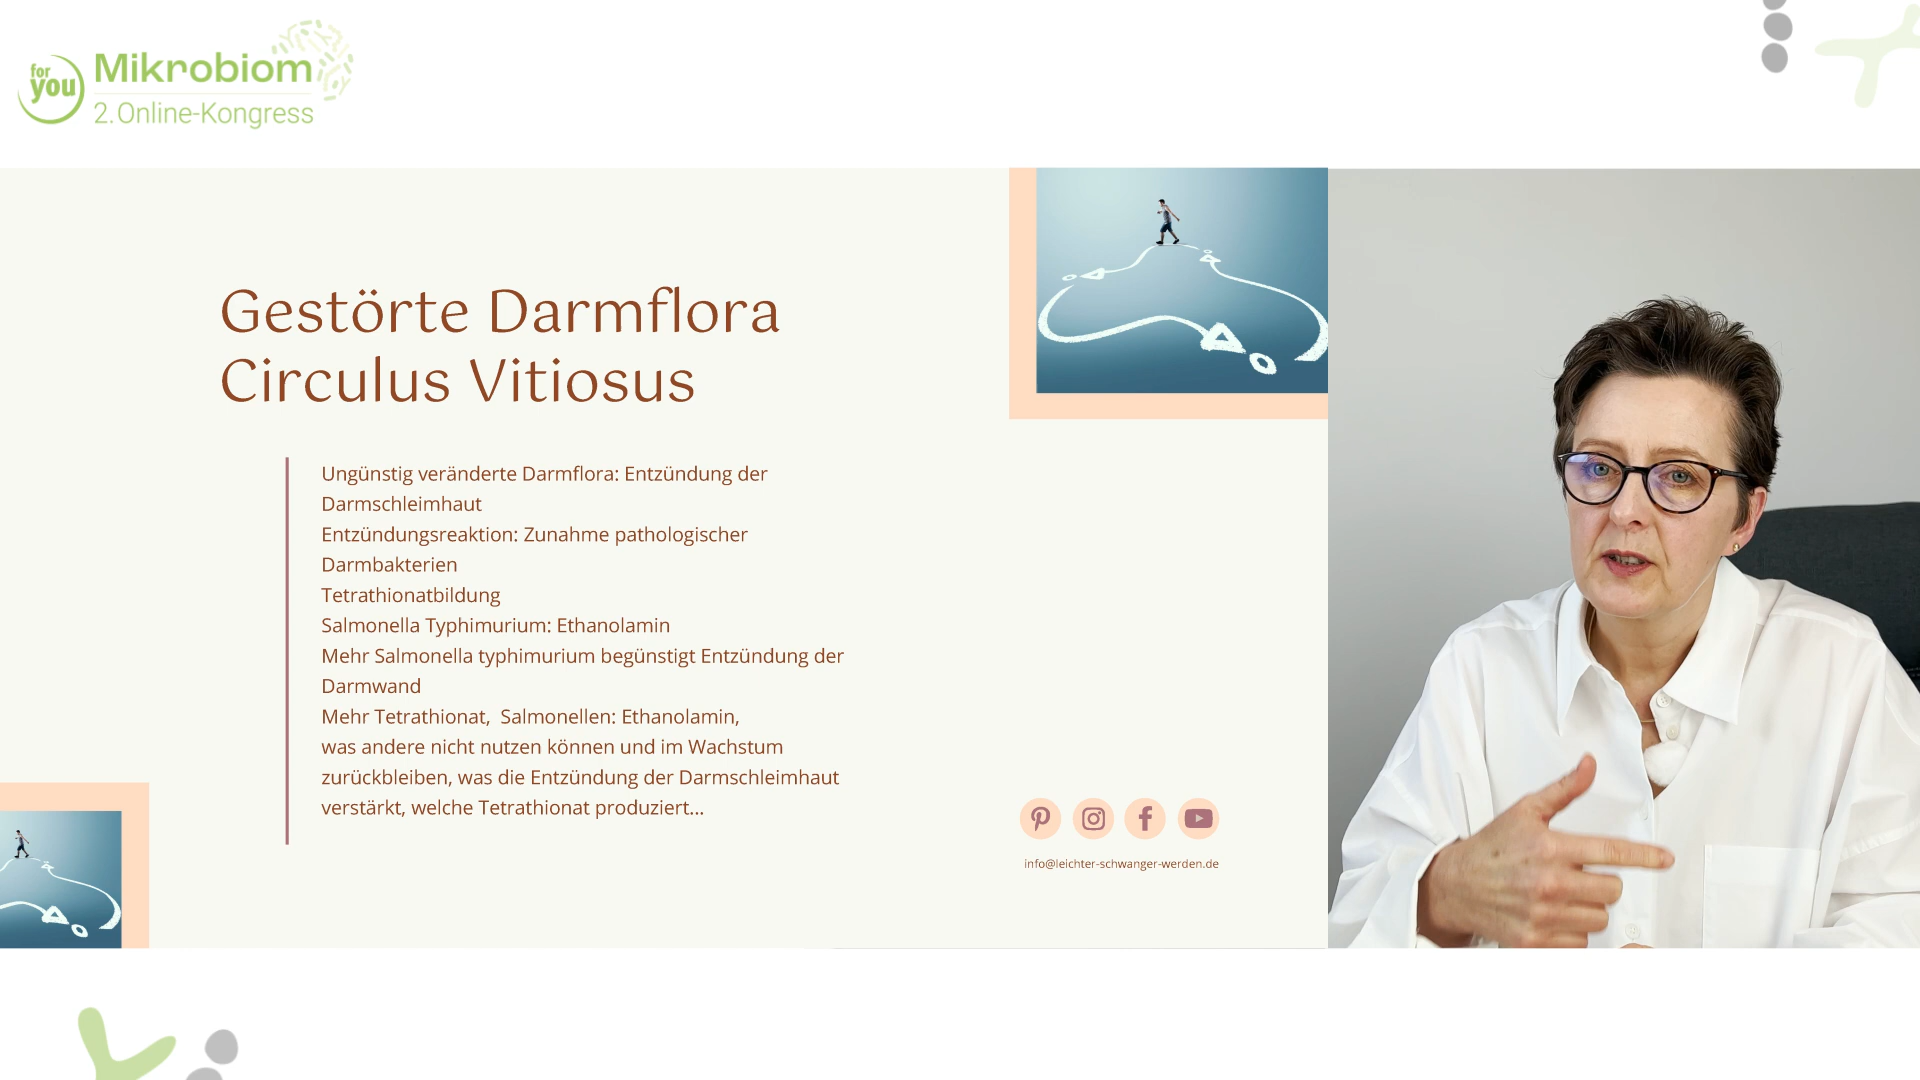 for
you
Mikrobiom
2. Online-Kongress
Gestörte Darmflora
Circulus Vitiosus
Ungünstig veränderte Darmflora: Entzündung der
Darmschleimhaut
Entzündungsreaktion: Zunahme pathologischer
Darmbakterien
Tetrathionatbildung
Salmonella Typhimurium: Ethanolamin
Mehr Salmonella typhimurium begünstigt Entzündung der
Darmwand
Mehr Tetrathionat,  Salmonellen: Ethanolamin,
was andere nicht nutzen können und im Wachstum
zurückbleiben, was die Entzündung der Darmschleimhaut
verstärkt, welche Tetrathionat produziert...
info@leichter-schwanger-werden.de